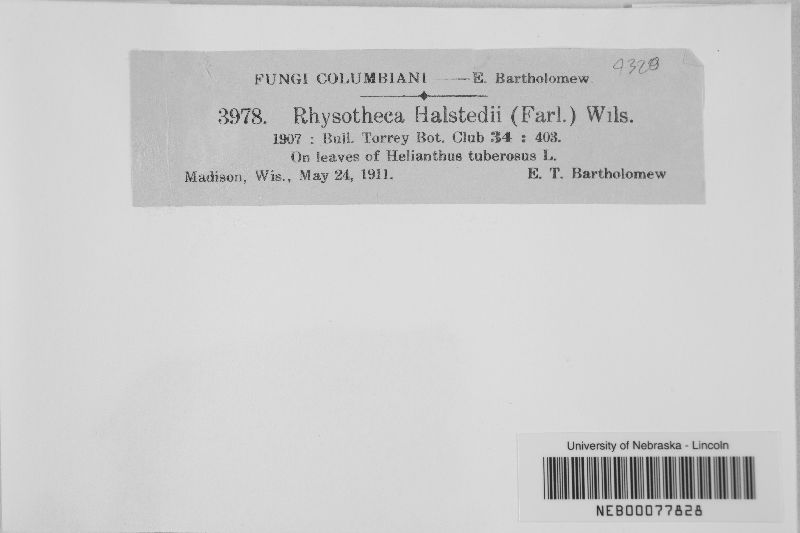 FUNGI COLUMBIANI — E. Bartholomew.
3978. Rhysotheca Halstedii (Farl.) Wils.
1907 : Bull. Torrey Bot. Club 34 : 403.
On leaves of Helianthus tuberosus L.
Madison, Wis., May 24, 1911. E. T. Bartholomew
University of Nebraska - Lincoln
NEB00077828